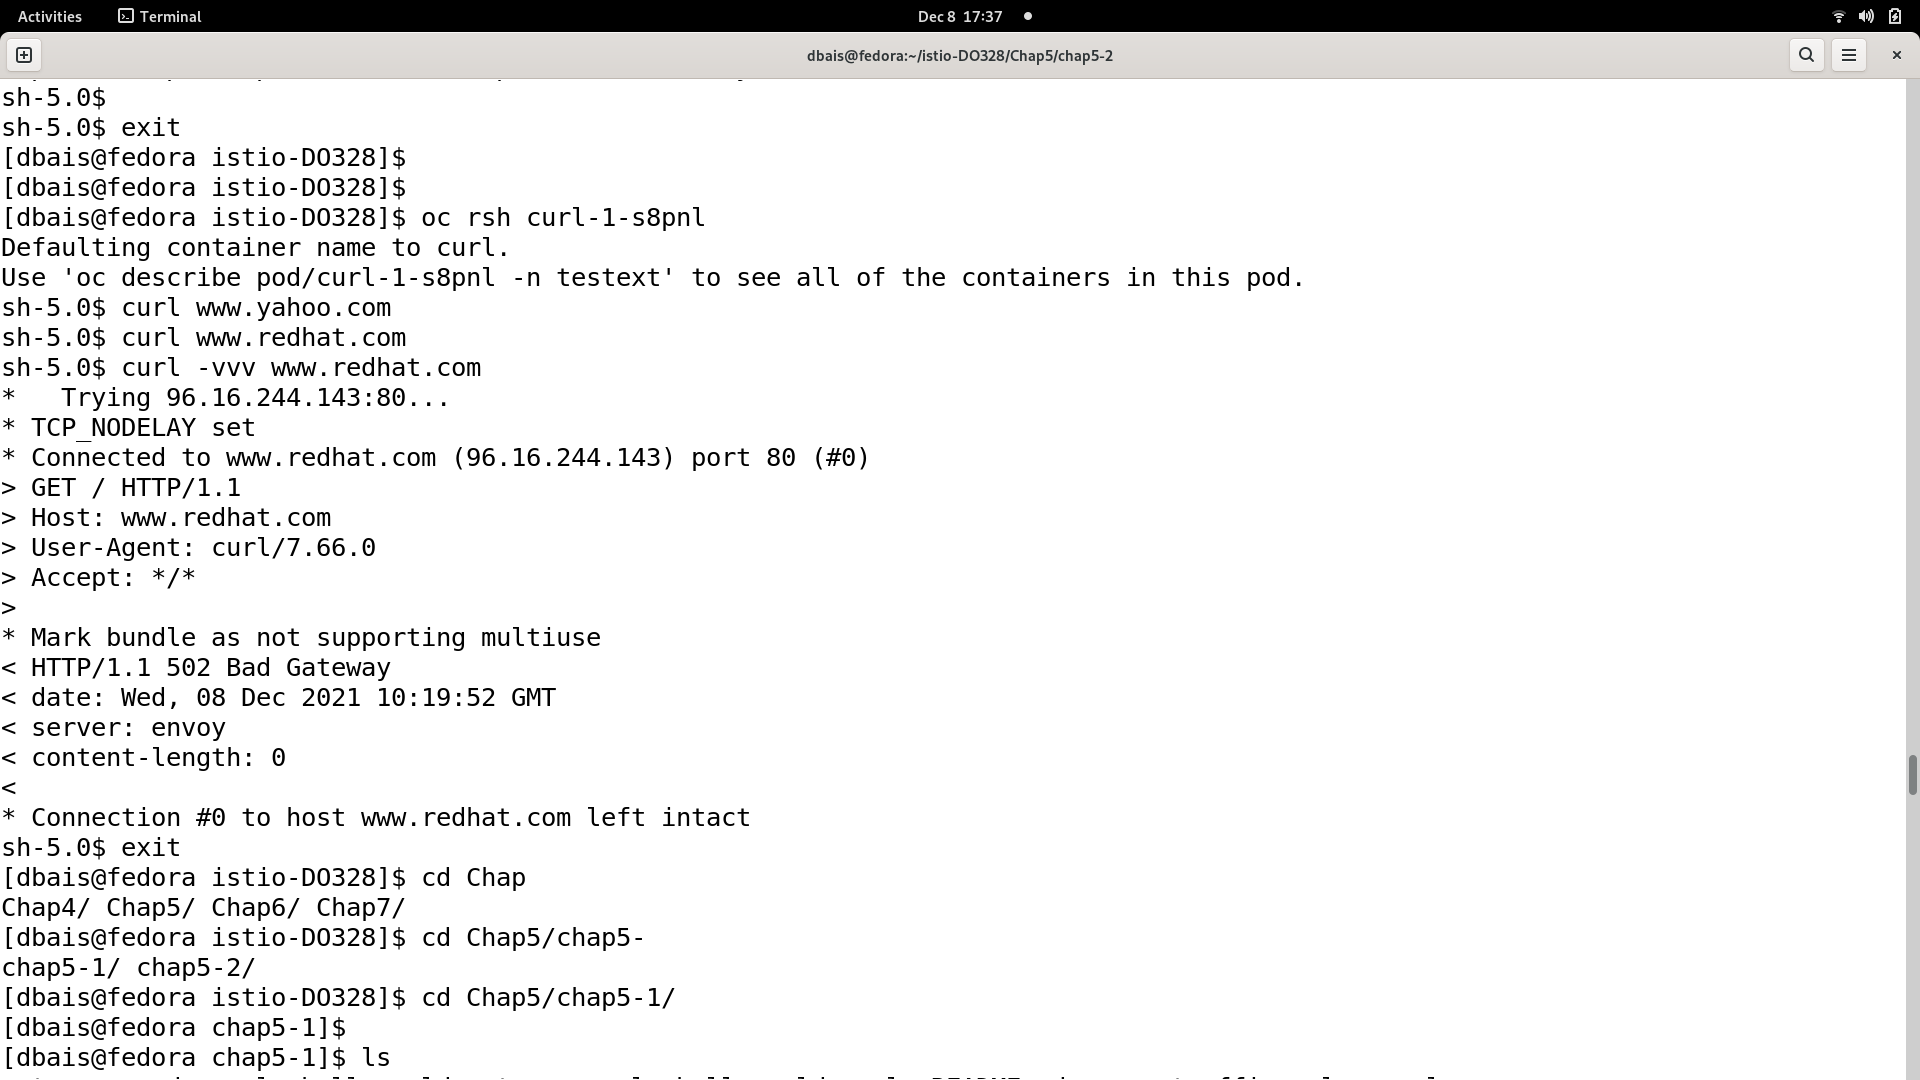 Activities Terminal Dec 8 17:37
dbais@fedora:~/istio-DO328/Chap5/chap5-2
sh-5.0$
sh-5.0$ exit
[dbais@fedora istio-DO328]$
[dbais@fedora istio-DO328]$
[dbais@fedora istio-DO328]$ oc rsh curl-1-s8pnl
Defaulting container name to curl.
Use 'oc describe pod/curl-1-s8pnl -n testext' to see all of the containers in this pod.
sh-5.0$ curl www.yahoo.com
sh-5.0$ curl www.redhat.com
sh-5.0$ curl -vvv www.redhat.com
*   Trying 96.16.244.143:80...
* TCP_NODELAY set
* Connected to www.redhat.com (96.16.244.143) port 80 (#0)
> GET / HTTP/1.1
> Host: www.redhat.com
> User-Agent: curl/7.66.0
> Accept: */*
>
* Mark bundle as not supporting multiuse
< HTTP/1.1 502 Bad Gateway
< date: Wed, 08 Dec 2021 10:19:52 GMT
< server: envoy
< content-length: 0
<
* Connection #0 to host www.redhat.com left intact
sh-5.0$ exit
[dbais@fedora istio-DO328]$ cd Chap
Chap4/ Chap5/ Chap6/ Chap7/
[dbais@fedora istio-DO328]$ cd Chap5/chap5-
chap5-1/ chap5-2/
[dbais@fedora istio-DO328]$ cd Chap5/chap5-1/
[dbais@fedora chap5-1]$
[dbais@fedora chap5-1]$ ls